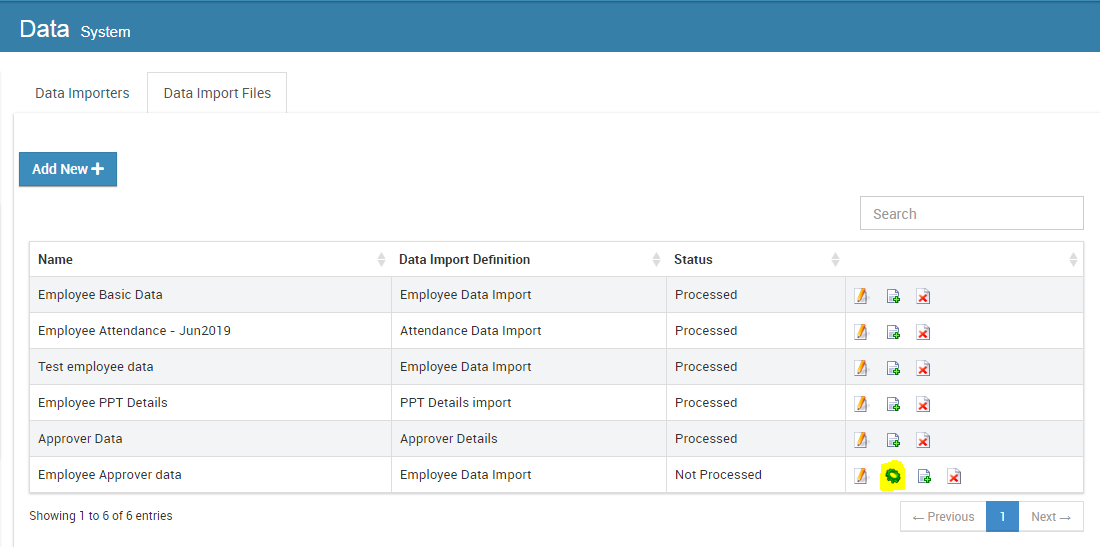 Data System
Data Importers Data Import Files
Add New
Search
Name Data Import Definition Status
Employee Basic Data Employee Data Import Processed
Employee Attendance - Jun2019 Attendance Data Import Processed
Test employee data Employee Data Import Processed
Employee PPT Details PPT Details import Processed
Approver Data Approver Details Processed
Employee Approver data Employee Data Import Not Processed
Showing 1 to 6 of 6 entries ← Previous 1 Next →